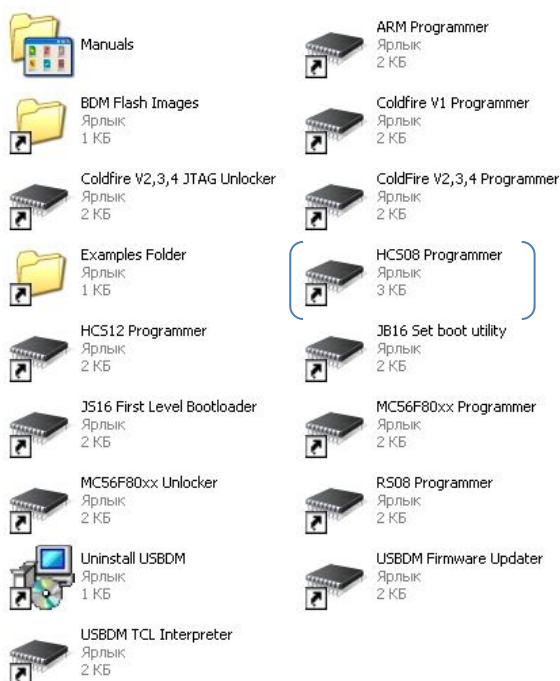 Manuals
ARM Programmer
Ярлык
2 КБ
BDM Flash Images
Ярлык
1 КБ
Coldfire V1 Programmer
Ярлык
2 КБ
Coldfire V2,3,4 JTAG Unlocker
Ярлык
2 КБ
ColdFire V2,3,4 Programmer
Ярлык
2 КБ
Examples Folder
Ярлык
1 КБ
HCS08 Programmer
Ярлык
3 КБ
HCS12 Programmer
Ярлык
2 КБ
JB16 Set boot utility
Ярлык
2 КБ
JS16 First Level Bootloader
Ярлык
2 КБ
MC56F80xx Programmer
Ярлык
2 КБ
MC56F80xx Unlocker
Ярлык
2 КБ
RS08 Programmer
Ярлык
2 КБ
Uninstall USBDM
Ярлык
1 КБ
USBDM Firmware Updater
Ярлык
2 КБ
USBDM TCL Interpreter
Ярлык
2 КБ